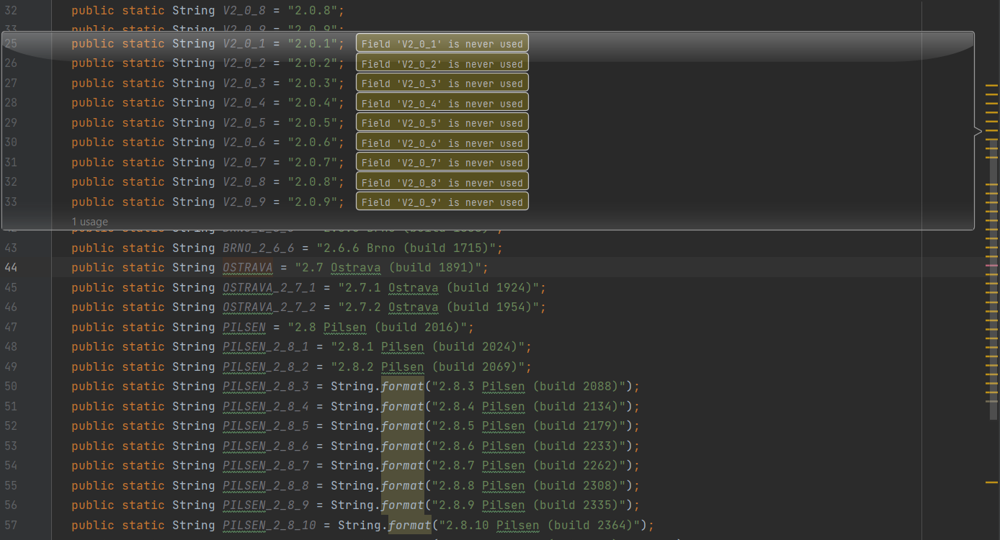 32 public static String V2_0_8 = "2.0.8";
33 public static String V2_0_9 = "2.0.9";
25 public static String V2_0_1 = "2.0.1"; Field 'V2_0_1' is never used
26 public static String V2_0_2 = "2.0.2"; Field 'V2_0_2' is never used
27 public static String V2_0_3 = "2.0.3"; Field 'V2_0_3' is never used
28 public static String V2_0_4 = "2.0.4"; Field 'V2_0_4' is never used
29 public static String V2_0_5 = "2.0.5"; Field 'V2_0_5' is never used
30 public static String V2_0_6 = "2.0.6"; Field 'V2_0_6' is never used
31 public static String V2_0_7 = "2.0.7"; Field 'V2_0_7' is never used
32 public static String V2_0_8 = "2.0.8"; Field 'V2_0_8' is never used
33 public static String V2_0_9 = "2.0.9"; Field 'V2_0_9' is never used
1 usage
42 public static String
43 public static String BRNO_2_6_6 = "2.6.6 Brno (build 1715)";
44 public static String OSTRAVA = "2.7 Ostrava (build 1891)";
45 public static String OSTRAVA_2_7_1 = "2.7.1 Ostrava (build 1924)";
46 public static String OSTRAVA_2_7_2 = "2.7.2 Ostrava (build 1954)";
47 public static String PILSEN = "2.8 Pilsen (build 2016)";
48 public static String PILSEN_2_8_1 = "2.8.1 Pilsen (build 2024)";
49 public static String PILSEN_2_8_2 = "2.8.2 Pilsen (build 2069)";
50 public static String PILSEN_2_8_3 = String.format("2.8.3 Pilsen (build 2088)");
51 public static String PILSEN_2_8_4 = String.format("2.8.4 Pilsen (build 2134)");
52 public static String PILSEN_2_8_5 = String.format("2.8.5 Pilsen (build 2179)");
53 public static String PILSEN_2_8_6 = String.format("2.8.6 Pilsen (build 2233)");
54 public static String PILSEN_2_8_7 = String.format("2.8.7 Pilsen (build 2262)");
55 public static String PILSEN_2_8_8 = String.format("2.8.8 Pilsen (build 2308)");
56 public static String PILSEN_2_8_9 = String.format("2.8.9 Pilsen (build 2335)");
57 public static String PILSEN_2_8_10 = String.format("2.8.10 Pilsen (build 2364)");